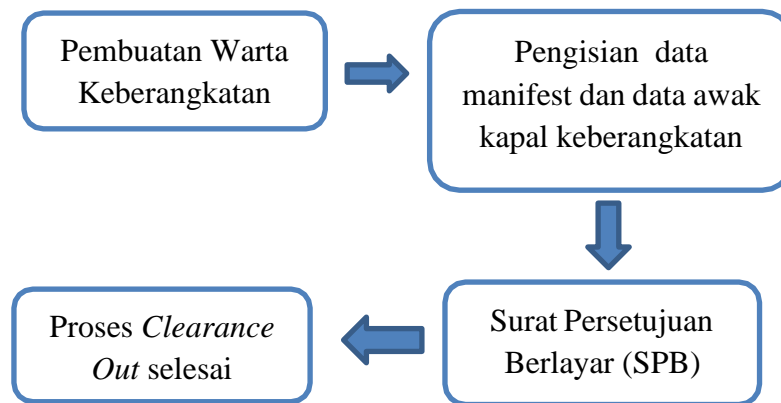 Pembuatan Warta
Keberangkatan
Pengisian data
manifest dan data awak
kapal keberangkatan
Surat Persetujuan
Berlayar (SPB)
Proses Clearance
Out selesai